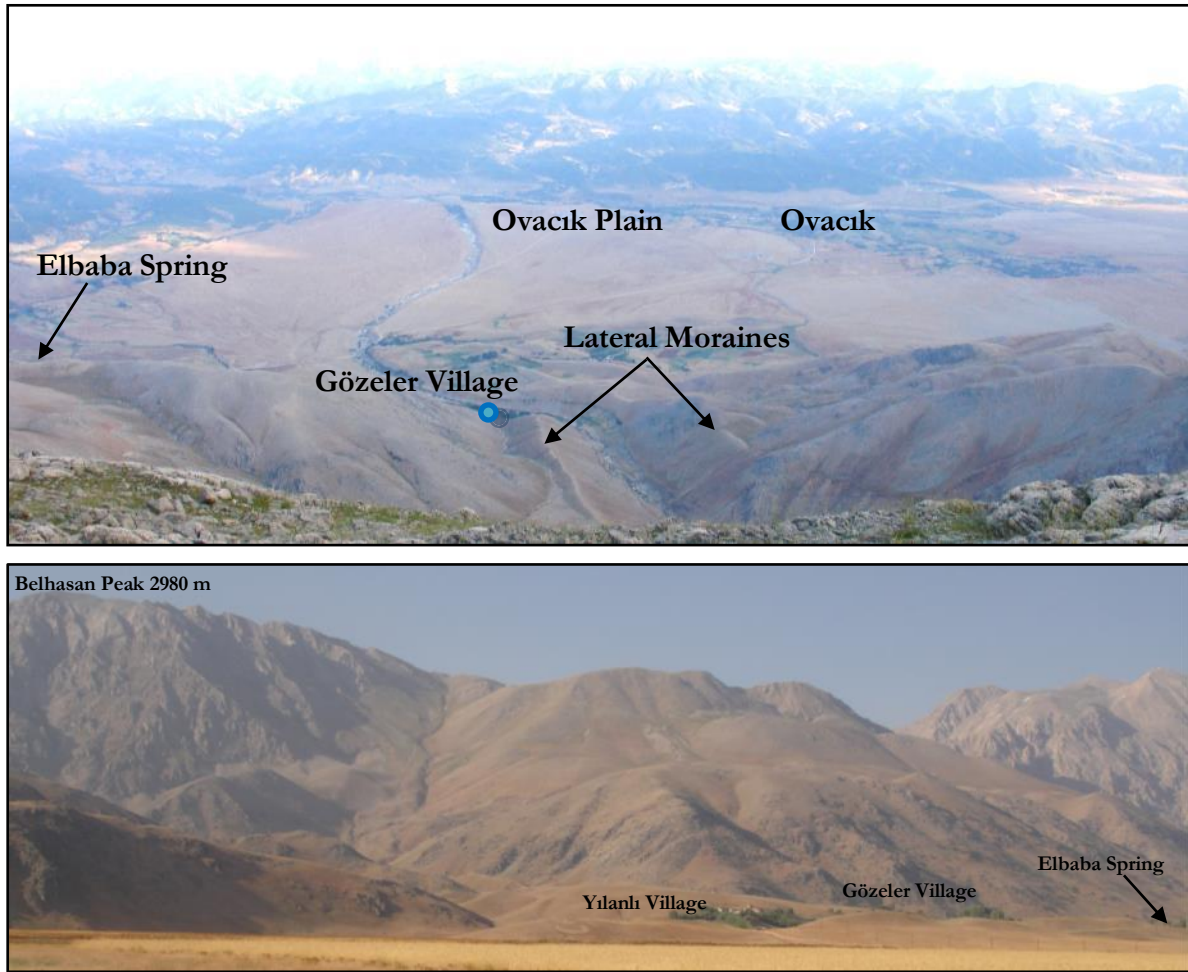 Ovacık Plain
Ovacık
Elbaba Spring
Lateral Moraines
Gözeler Village
Belhasan Peak 2980 m
Elbaba Spring
Gözeler Village
Yılanlı Village